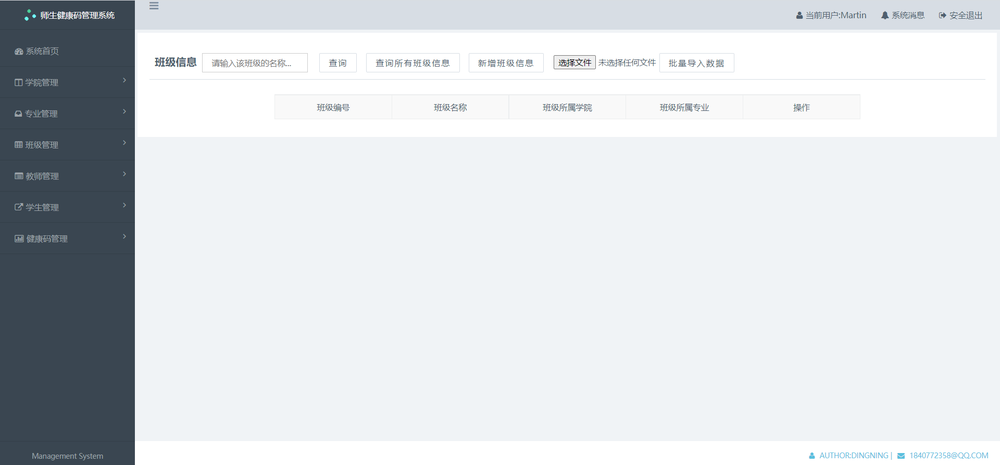 师生健康码管理系统
当前用户:Martin 系统消息 安全退出
系统首页
学院管理
专业管理
班级管理
教师管理
学生管理
健康码管理
Management System
班级信息 请输入该班级的名称... 查询 查询所有班级信息 新增班级信息 选择文件 未选择任何文件 批量导入数据
班级编号 班级名称 班级所属学院 班级所属专业 操作
AUTHOR:DINGNING | 1840772358@QQ.COM